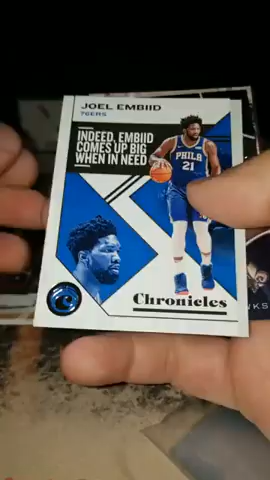 JOEL EMBIID
76ERS
INDEED, EMBIID
COMES UP BIG
WHEN IN NEED
PHILA
21
Chronicles
C